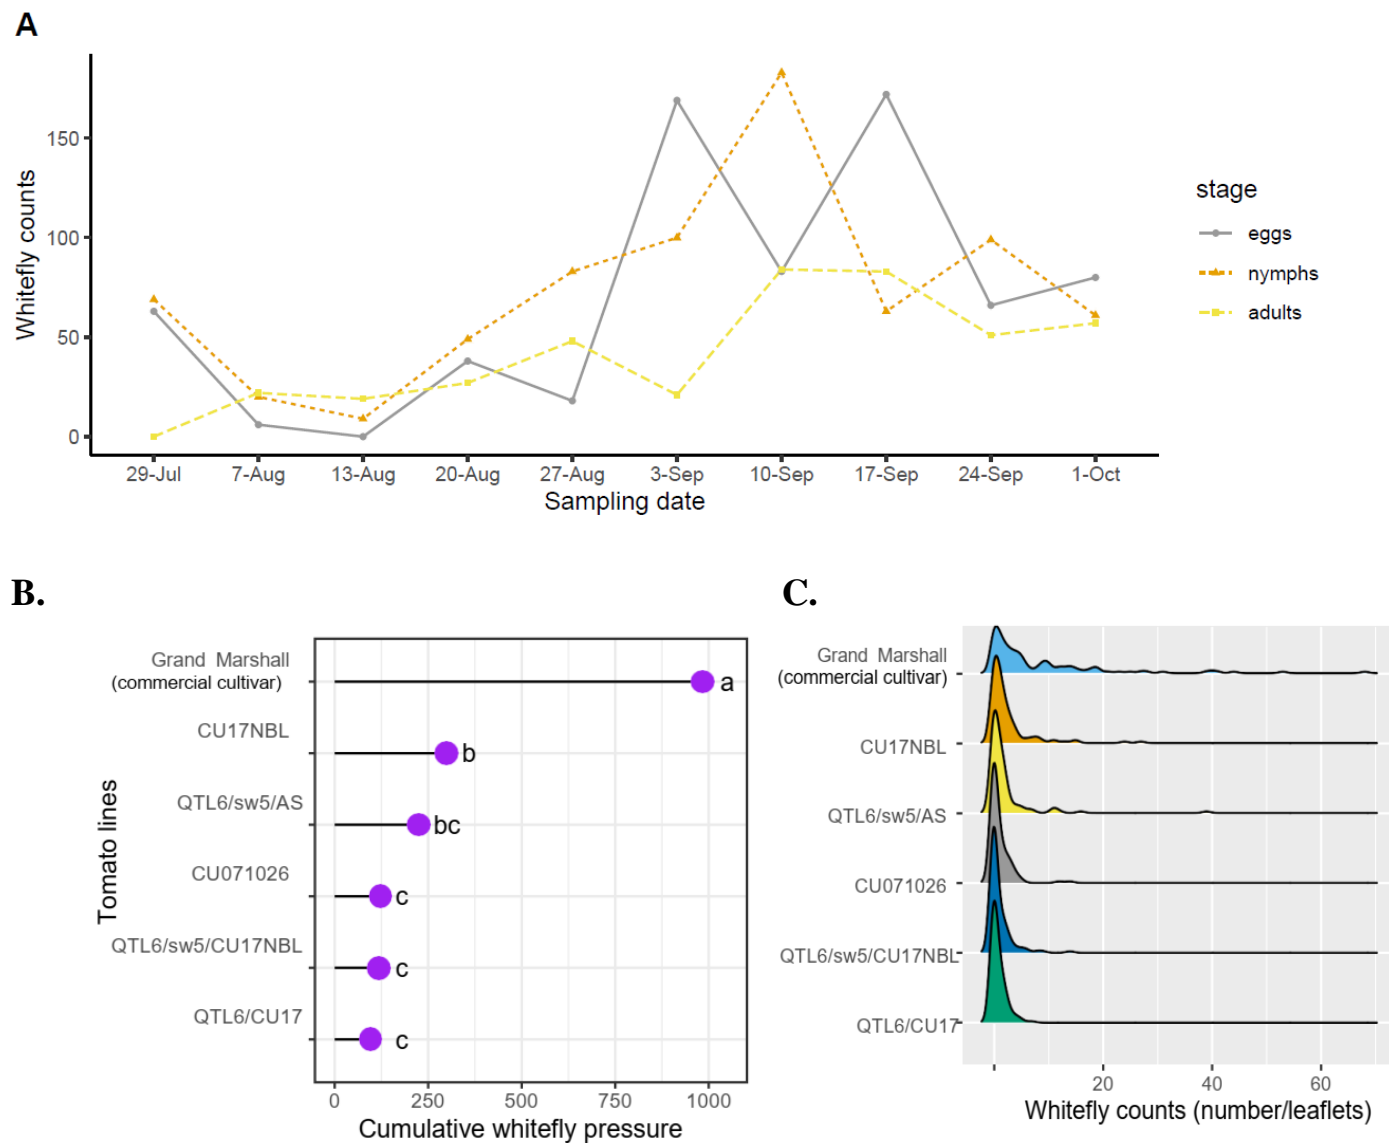 A
Whitefly counts
150
100
50
0
29-Jul 7-Aug 13-Aug 20-Aug 27-Aug 3-Sep 10-Sep 17-Sep 24-Sep 1-Oct
Sampling date
stage
eggs
nymphs
adults
B.
Tomato lines
Grand Marshall
(commercial cultivar)
a
CU17NBL
b
QTL6/sw5/AS
bc
CU071026
c
QTL6/sw5/CU17NBL
c
QTL6/CU17
c
0 250 500 750 1000
Cumulative whitefly pressure
C.
Grand Marshall
(commercial cultivar)
CU17NBL
QTL6/sw5/AS
CU071026
QTL6/sw5/CU17NBL
QTL6/CU17
20 40 60
Whitefly counts (number/leaflets)